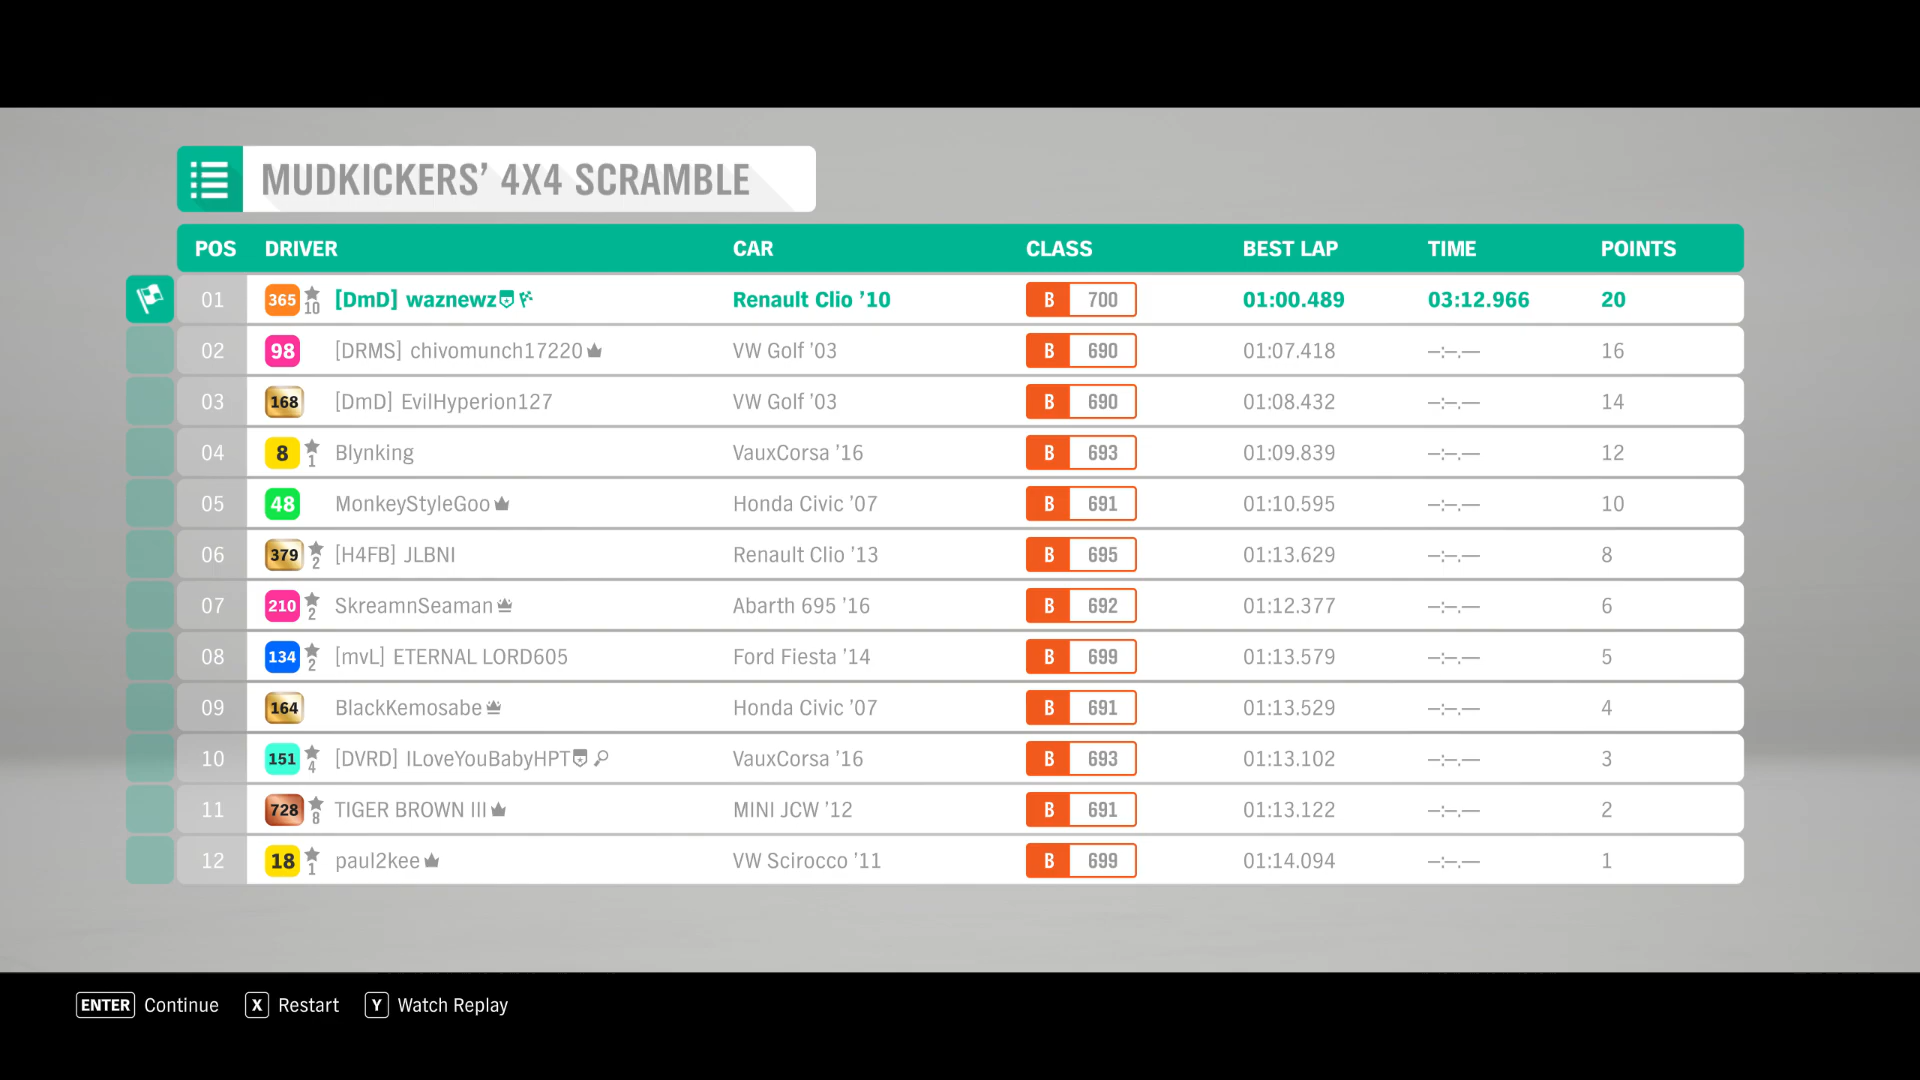 MUDKICKERS’ 4X4 SCRAMBLE
POS DRIVER CAR CLASS BEST LAP TIME POINTS
01 365 10 [DmD] waznewz Renault Clio ’10 B 700 01:00.489 03:12.966 20
02 98 [DRMS] chivomunch17220 VW Golf ’03 B 690 01:07.418 –:–.–– 16
03 168 [DmD] EvilHyperion127 VW Golf ’03 B 690 01:08.432 –:–.–– 14
04 8 1 Blynking VauxCorsa ’16 B 693 01:09.839 –:–.–– 12
05 48 MonkeyStyleGoo Honda Civic ’07 B 691 01:10.595 –:–.–– 10
06 379 2 [H4FB] JLBNI Renault Clio ’13 B 695 01:13.629 –:–.–– 8
07 210 2 SkreamnSeaman Abarth 695 ’16 B 692 01:12.377 –:–.–– 6
08 134 2 [mvL] ETERNAL LORD605 Ford Fiesta ’14 B 699 01:13.579 –:–.–– 5
09 164 BlackKemosabe Honda Civic ’07 B 691 01:13.529 –:–.–– 4
10 151 4 [DVRD] ILoveYouBabyHPT VauxCorsa ’16 B 693 01:13.102 –:–.–– 3
11 728 8 TIGER BROWN III MINI JCW ’12 B 691 01:13.122 –:–.–– 2
12 18 1 paul2kee VW Scirocco ’11 B 699 01:14.094 –:–.–– 1
ENTER Continue X Restart Y Watch Replay